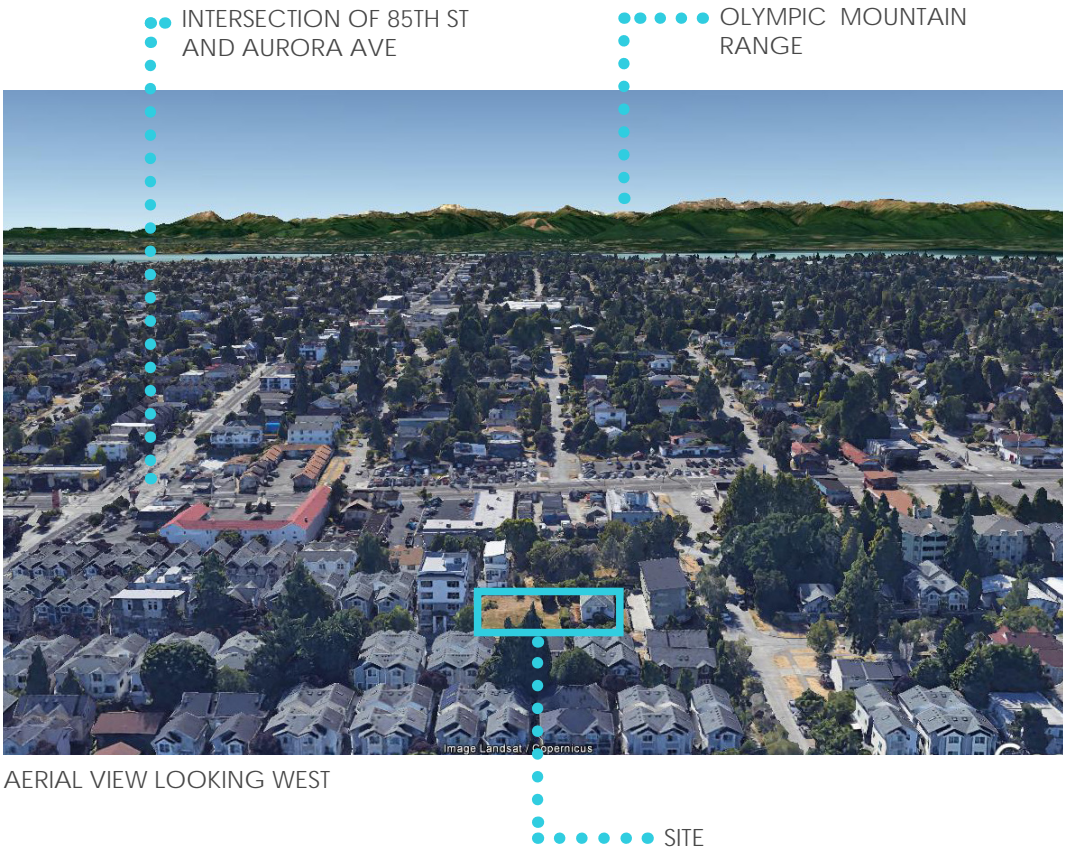 INTERSECTION OF 85TH ST
AND AURORA AVE
OLYMPIC MOUNTAIN
RANGE
Image Landsat / Copernicus
AERIAL VIEW LOOKING WEST
SITE